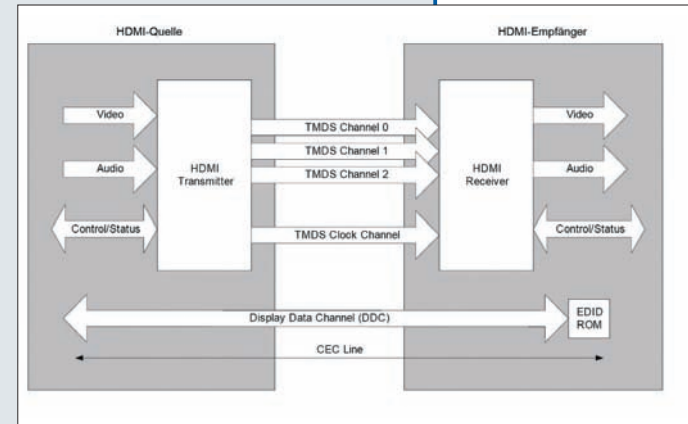 HDMI-Quelle
HDMI-Empfänger
Video
Audio
Control/Status
HDMI
Transmitter
TMDS Channel 0
TMDS Channel 1
TMDS Channel 2
TMDS Clock Channel
HDMI
Receiver
Video
Audio
Control/Status
Display Data Channel (DDC)
EDID
ROM
CEC Line